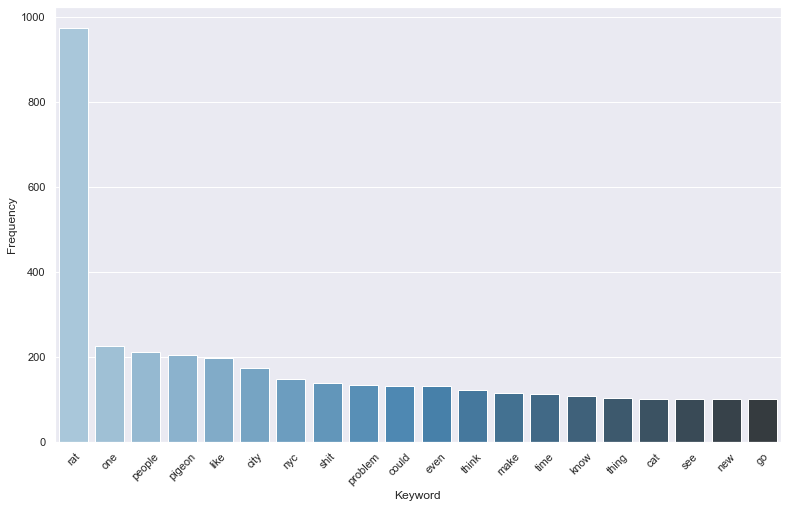 1000
800
600
400
200
0
Frequency
rat one people pigeon like city nyc shit problem could even think make time know thing cat see new go
Keyword